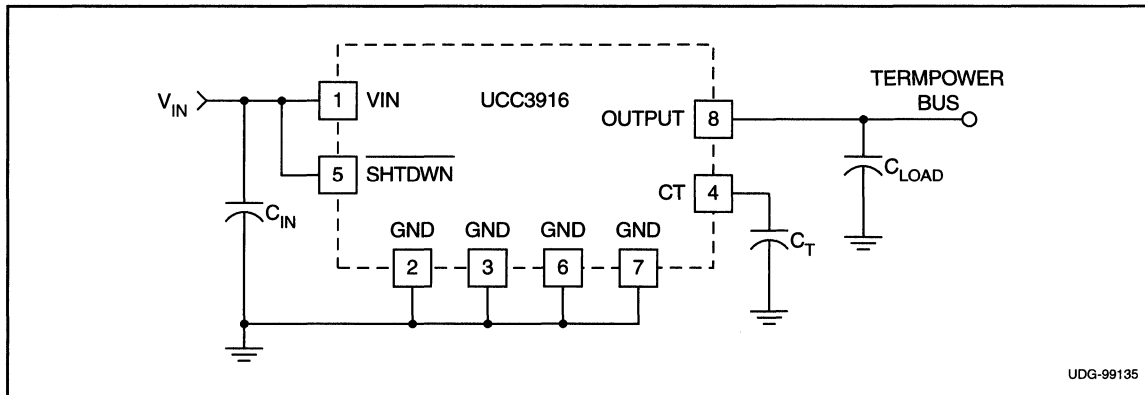 UCC3916
TERMPOWER
BUS
V_IN
1
VIN
OUTPUT
8
5
SHTDWN
C_LOAD
CT
4
C_IN
GND
GND
GND
GND
2
3
6
7
C_T
UDG-99135